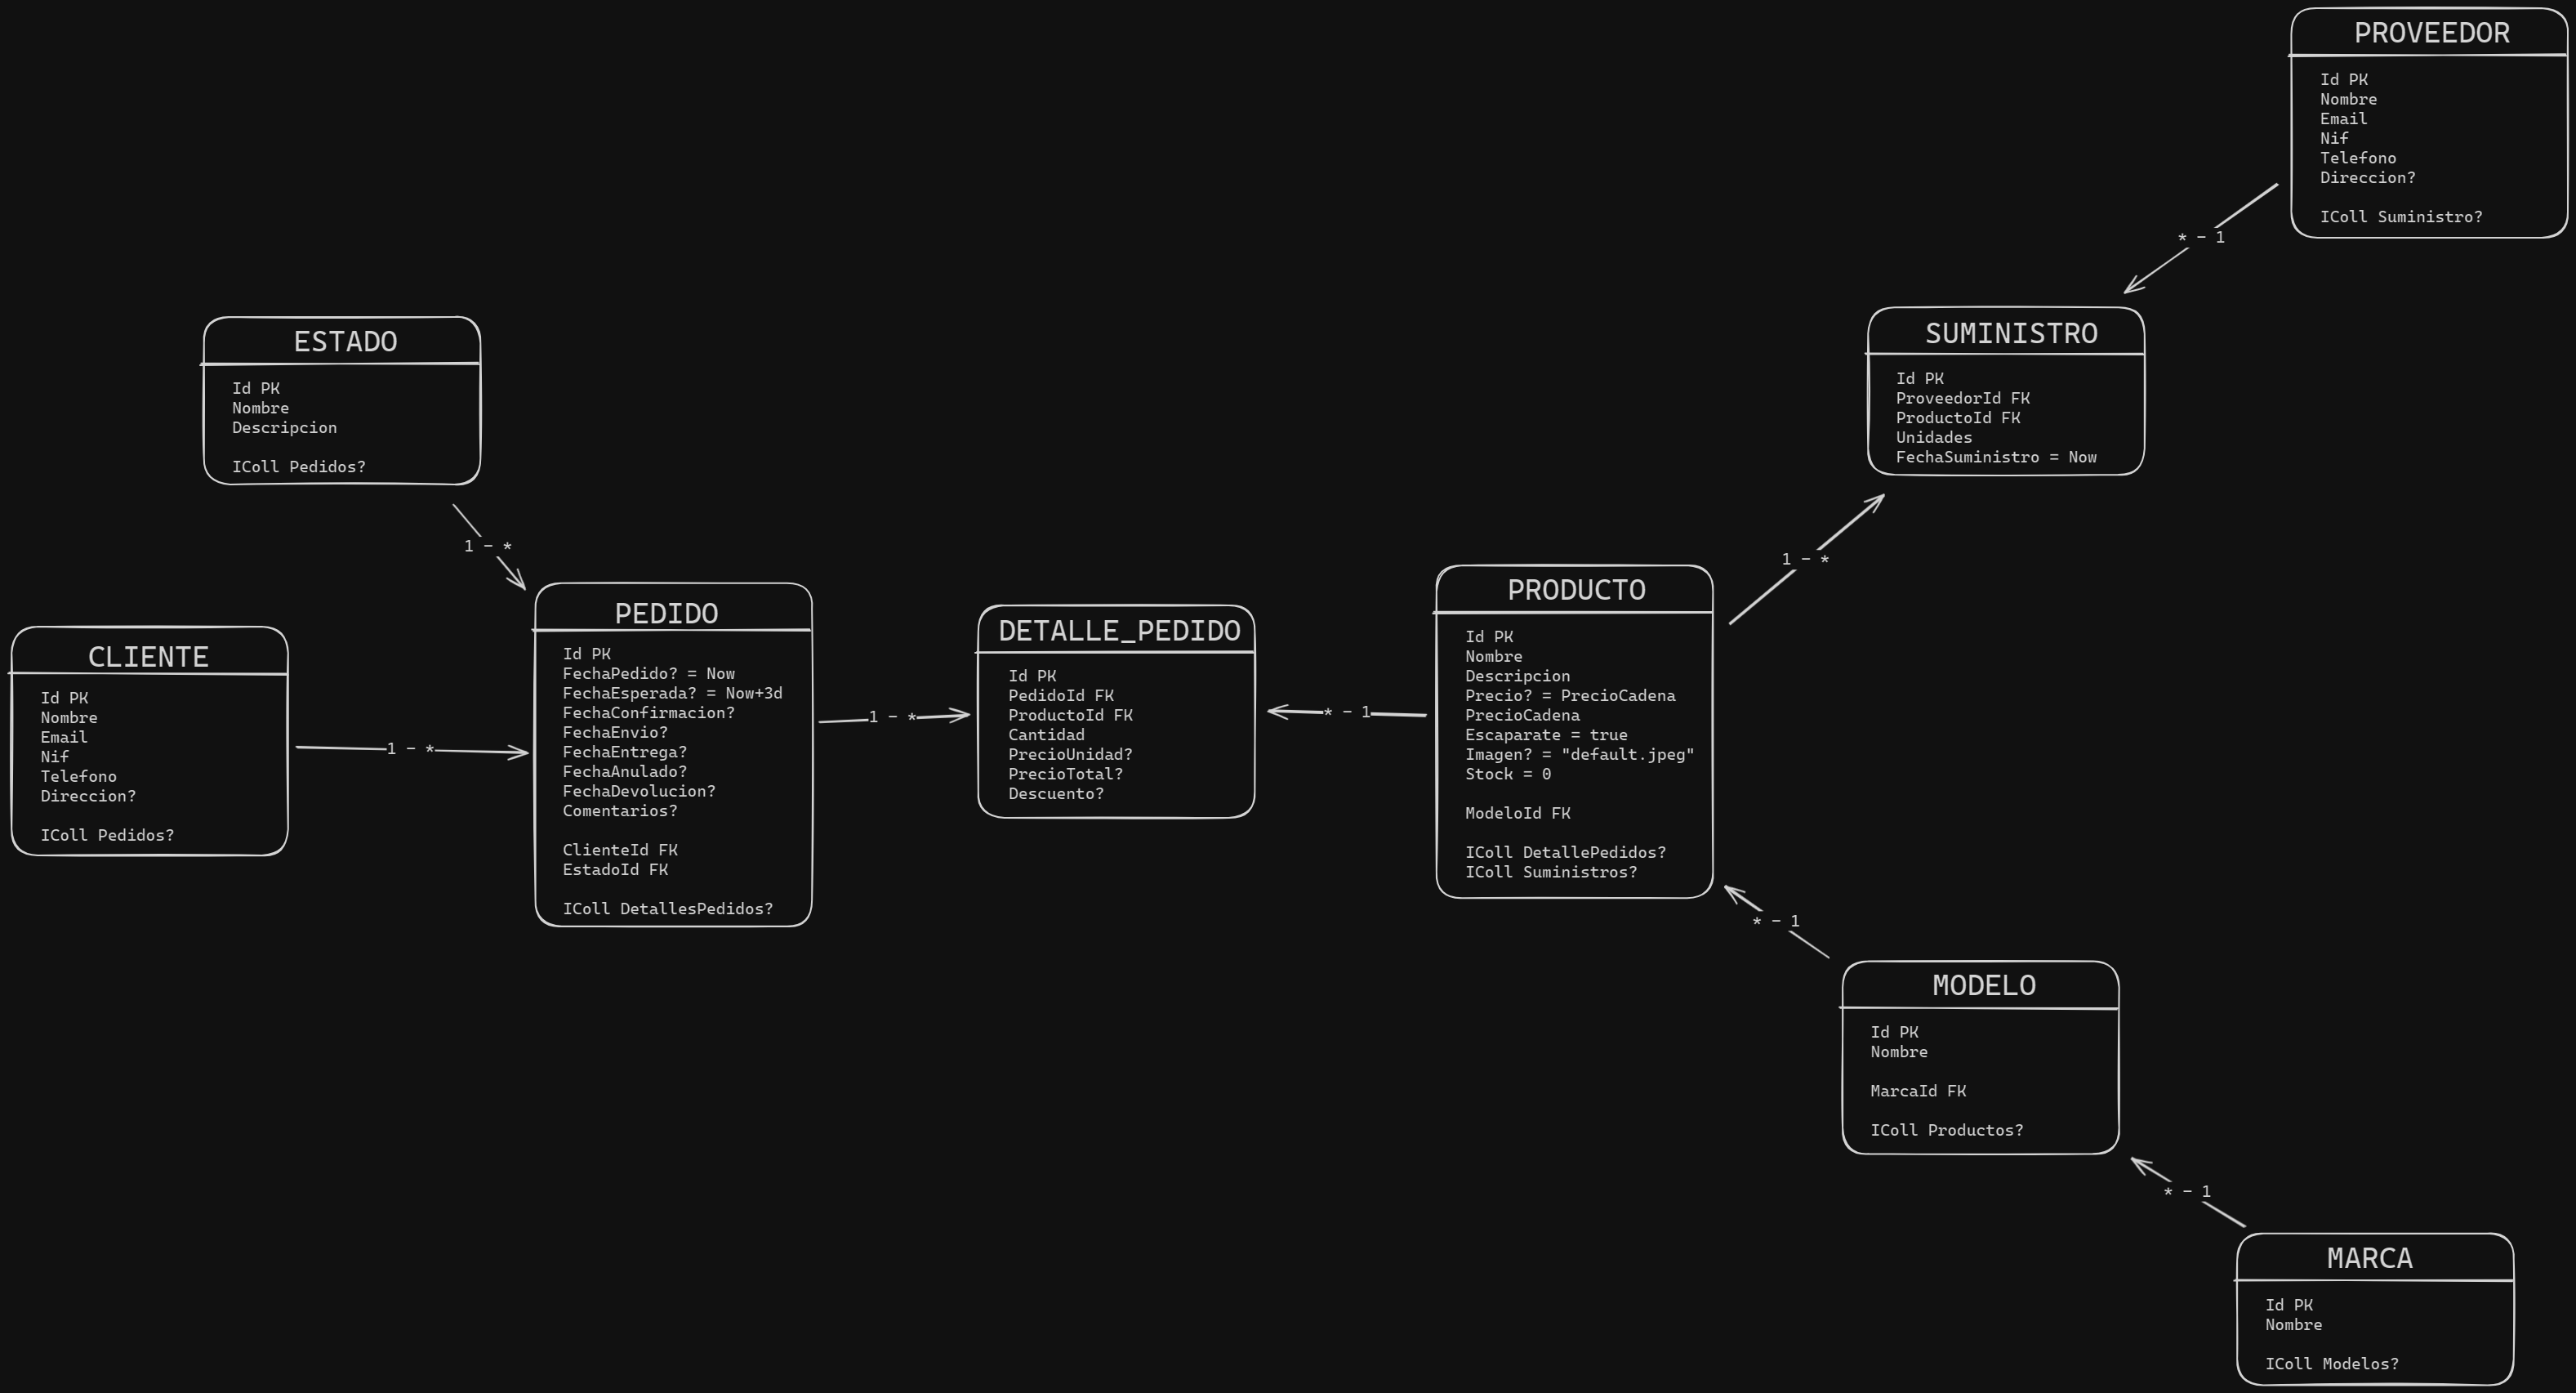 PROVEEDOR
Id PK
Nombre
Email
Nif
Telefono
Direccion?
IColl Suministro?
* - 1
SUMINISTRO
Id PK
ProveedorId FK
ProductoId FK
Unidades
FechaSuministro = Now
ESTADO
Id PK
Nombre
Descripcion
IColl Pedidos?
1 - *
1 - *
CLIENTE
Id PK
Nombre
Email
Nif
Telefono
Direccion?
IColl Pedidos?
1 - *
PEDIDO
Id PK
FechaPedido? = Now
FechaEsperada? = Now+3d
FechaConfirmacion?
FechaEnvio?
FechaEntrega?
FechaAnulado?
FechaDevolucion?
Comentarios?
ClienteId FK
EstadoId FK
IColl DetallesPedidos?
1 - *
DETALLE_PEDIDO
Id PK
PedidoId FK
ProductoId FK
Cantidad
PrecioUnidad?
PrecioTotal?
Descuento?
* - 1
PRODUCTO
Id PK
Nombre
Descripcion
Precio? = PrecioCadena
PrecioCadena
Escaparate = true
Imagen? = "default.jpeg"
Stock = 0
ModeloId FK
IColl DetallePedidos?
IColl Suministros?
* - 1
MODELO
Id PK
Nombre
MarcaId FK
IColl Productos?
* - 1
MARCA
Id PK
Nombre
IColl Modelos?